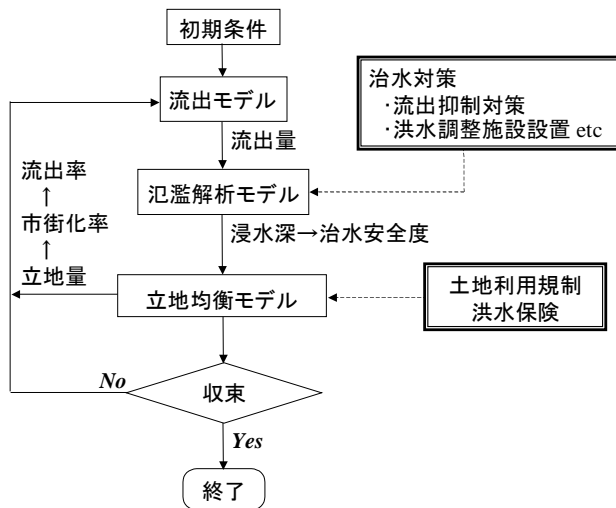 初期条件
流出モデル
治水対策
・流出抑制対策
・洪水調整施設設置 etc
流出量
流出率
↑
市街化率
↑
立地量
氾濫解析モデル
浸水深→治水安全度
立地均衡モデル
土地利用規制
洪水保険
No
収束
Yes
終了